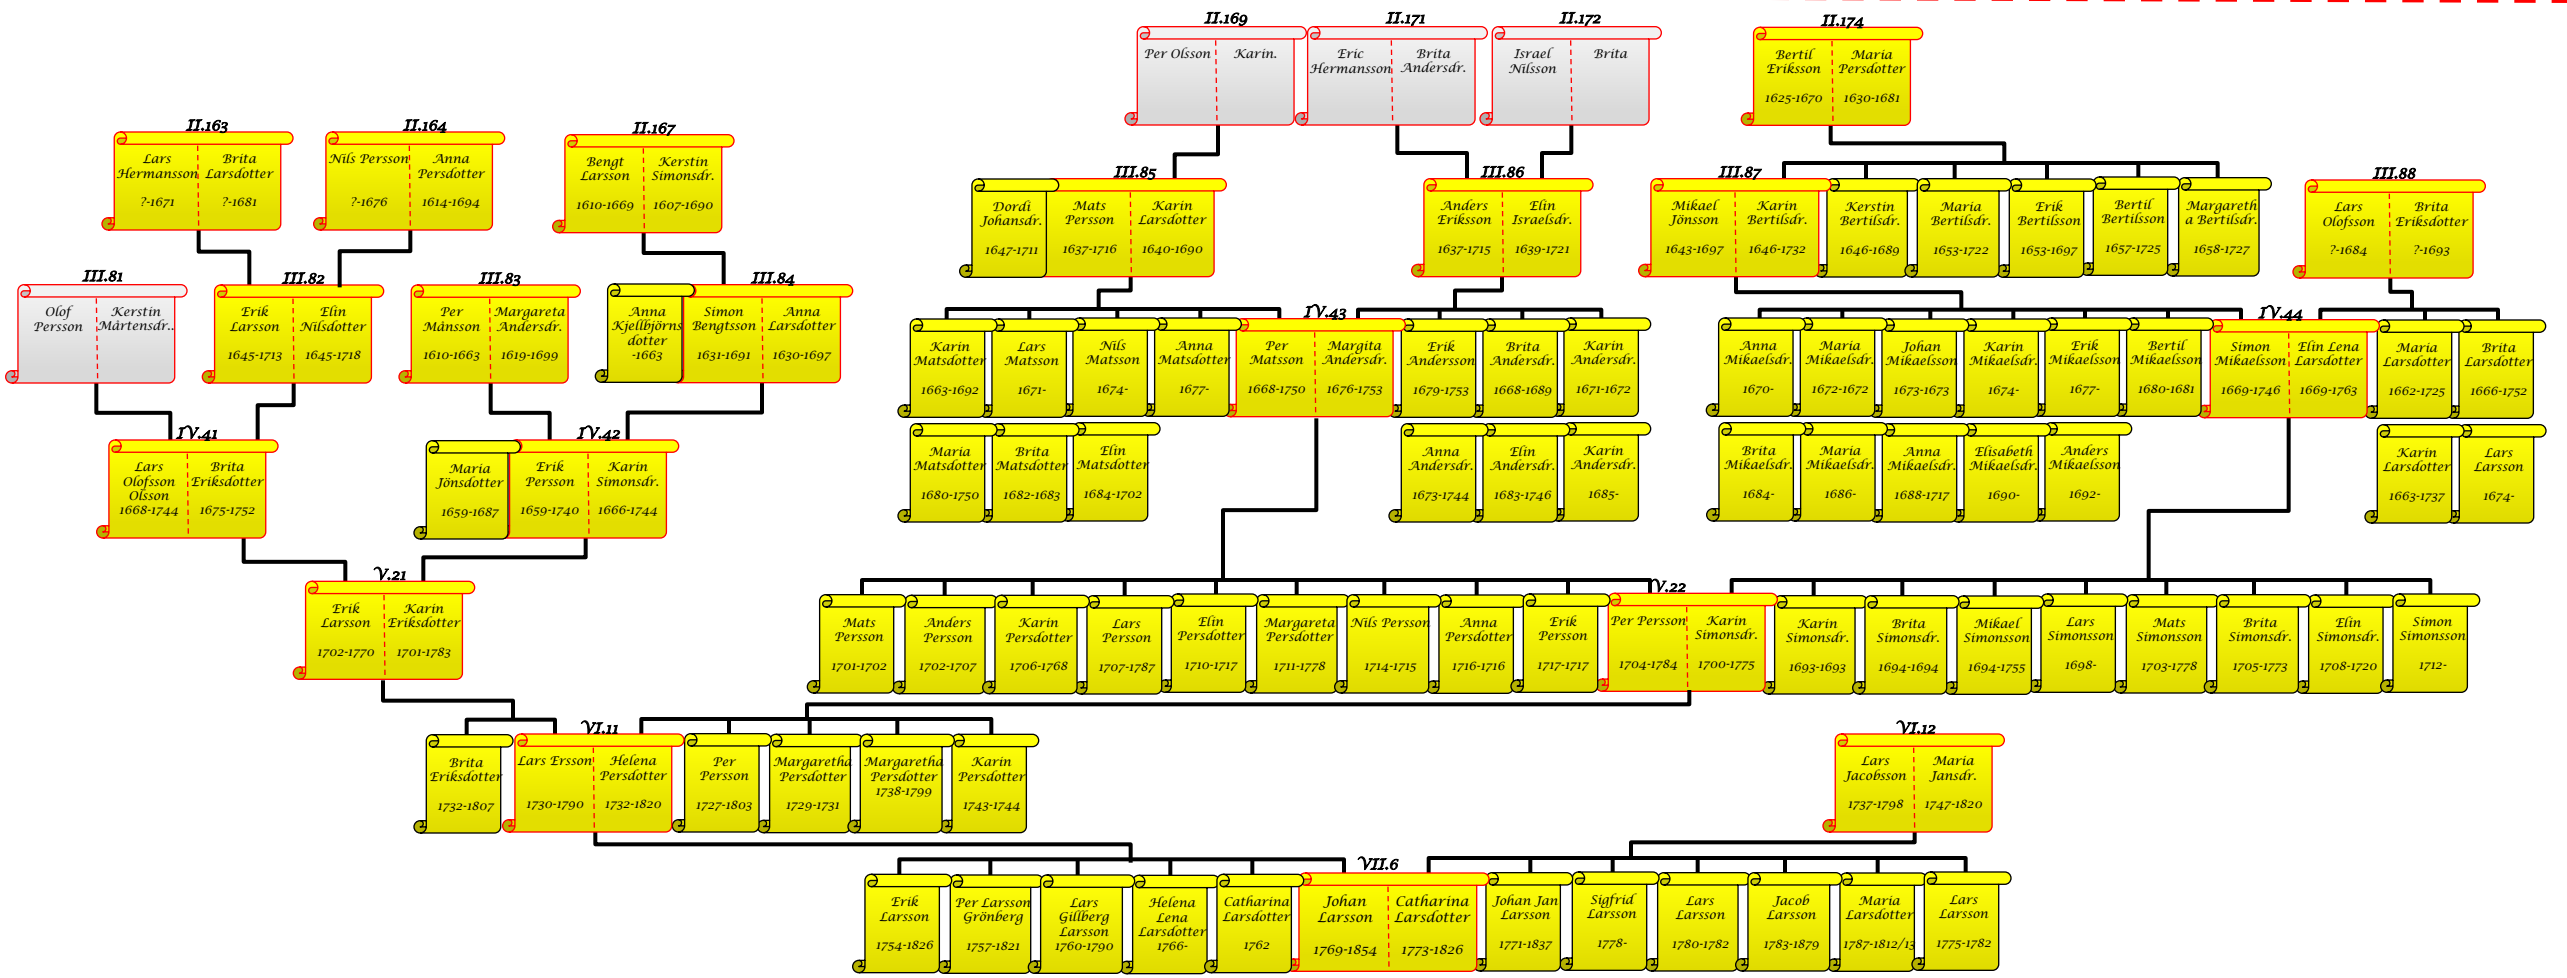 II.169
Per Olsson
Karin.
II.171
Eric
Hermansson
Brita
Andersdr.
II.172
Israel
Nilsson
Brita
II.174
Bertil
Eriksson
1625-1670
Maria
Persdotter
1630-1681
II.163
Lars
Hermansson
?-1671
Brita
Larsdotter
?-1681
II.164
Nils Persson
?-1676
Anna
Persdotter
1614-1694
II.167
Bengt
Larsson
1610-1669
Kerstin
Simonsdr.
1607-1690
III.85
Dordi
Johansdr.
1647-1711
Mats
Persson
1637-1716
Karin
Larsdotter
1640-1690
III.86
Anders
Eriksson
1637-1715
Elin
Israelsdr.
1639-1721
III.87
Mikael
Jönsson
1643-1697
Karin
Bertilsdr.
1646-1732
Kerstin
Bertilsdr.
1646-1689
Maria
Bertilsdr.
1653-1722
Erik
Bertilsson
1653-1697
Bertil
Bertilsson
1657-1725
Margareth
a Bertilsdr.
1658-1727
III.88
Lars
Olofsson
?-1684
Brita
Eriksdotter
?-1693
III.81
Olof
Persson
Kerstin
Mårtensdr..
III.82
Erik
Larsson
1645-1713
Elin
Nilsdotter
1645-1718
III.83
Per
Månsson
1610-1663
Margareta
Andersdr.
1619-1699
III.84
Anna
Kjellbjörns
dotter
-1663
Simon
Bengtsson
1631-1691
Anna
Larsdotter
1630-1697
IV.43
Karin
Matsdotter
1663-1692
Lars
Matsson
1671-
Nils
Matsson
1674-
Anna
Matsdotter
1677-
Per
Matsson
1668-1750
Margita
Andersdr.
1676-1753
Erik
Andersson
1679-1753
Brita
Andersdr.
1668-1689
Karin
Andersdr.
1671-1672
IV.44
Anna
Mikaelsdr.
1670-
Maria
Mikaelsdr.
1672-1672
Johan
Mikaelsson
1673-1673
Karin
Mikaelsdr.
1674-
Erik
Mikaelsson
1677-
Bertil
Mikaelsson
1680-1681
Simon
Mikaelsson
1669-1746
Elin Lena
Larsdotter
1669-1763
Maria
Larsdotter
1662-1725
Brita
Larsdotter
1666-1752
Maria
Matsdotter
1680-1750
Brita
Matsdotter
1682-1683
Elin
Matsdotter
1684-1702
Anna
Andersdr.
1673-1744
Elin
Andersdr.
1683-1746
Karin
Andersdr.
1685-
Brita
Mikaelsdr.
1684-
Maria
Mikaelsdr.
1686-
Anna
Mikaelsdr.
1688-1717
Elisabeth
Mikaelsdr.
1690-
Anders
Mikaelsson
1692-
Karin
Larsdotter
1663-1737
Lars
Larsson
1674-
IV.41
Lars
Olofsson
Olsson
1668-1744
Brita
Eriksdotter
1675-1752
IV.42
Maria
Jönsdotter
1659-1687
Erik
Persson
1659-1740
Karin
Simonsdr.
1666-1744
V.21
Erik
Larsson
1702-1770
Karin
Eriksdotter
1701-1783
V.22
Mats
Persson
1701-1702
Anders
Persson
1702-1707
Karin
Persdotter
1706-1768
Lars
Persson
1707-1787
Elin
Persdotter
1710-1717
Margareta
Persdotter
1711-1778
Nils Persson
1714-1715
Anna
Persdotter
1716-1716
Erik
Persson
1717-1717
Per Persson
1704-1784
Karin
Simonsdr.
1700-1775
Karin
Simonsdr.
1693-1693
Brita
Simonsdr.
1694-1694
Mikael
Simonsson
1694-1755
Lars
Simonsson
1698-
Mats
Simonsson
1703-1778
Brita
Simonsdr.
1705-1773
Elin
Simonsdr.
1708-1720
Simon
Simonsson
1712-
VI.11
Brita
Eriksdotter
1732-1807
Lars Ersson
1730-1790
Helena
Persdotter
1732-1820
Per
Persson
1727-1803
Margaretha
Persdotter
1729-1731
Margaretha
Persdotter
1738-1799
Karin
Persdotter
1743-1744
VI.12
Lars
Jacobsson
1737-1798
Maria
Jansdr.
1747-1820
VII.6
Erik
Larsson
1754-1826
Per Larsson
Grönberg
1757-1821
Lars
Gillberg
Larsson
1760-1790
Helena
Lena
Larsdotter
1766-
Catharina
Larsdotter
1762
Johan
Larsson
1769-1854
Catharina
Larsdotter
1773-1826
Johan Jan
Larsson
1771-1837
Sigfrid
Larsson
1778-
Lars
Larsson
1780-1782
Jacob
Larsson
1783-1879
Maria
Larsdotter
1787-1812/13
Lars
Larsson
1775-1782